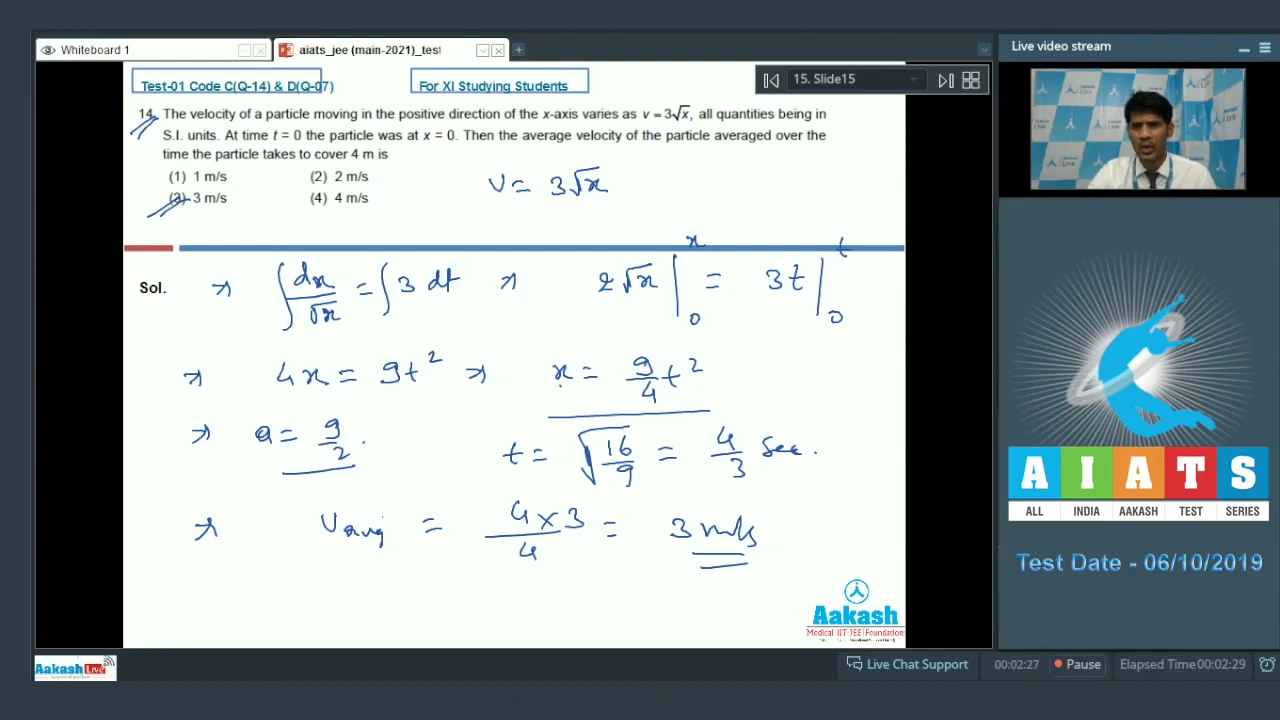 Whiteboard 1
aiats_jee (main-2021)_test
Live video stream
Test-01 Code C(Q-14) & D(Q-07)
For XI Studying Students
15. Slide15
14. The velocity of a particle moving in the positive direction of the x-axis varies as v = 3√x, all quantities being in
S.I. units. At time t = 0 the particle was at x = 0. Then the average velocity of the particle averaged over the
time the particle takes to cover 4 m is
(1) 1 m/s (2) 2 m/s
(3) 3 m/s (4) 4 m/s
v = 3√x
Sol. ⇒ ∫ dx/√x = ∫ 3 dt ⇒ 2√x |₀ˣ = 3t |₀ᵗ
⇒ 4x = 9t² ⇒ x = 9/4 t²
⇒ a = 9/2.
t = √16/9 = 4/3 sec.
⇒ Vavg = 4×3/4 = 3 m/s
Aakash
Medical | IIT-JEE | Foundations
AIATS
ALL INDIA AAKASH TEST SERIES
Test Date - 06/10/2019
Aakash Live
Live Chat Support
00:02:27
Pause
Elapsed Time 00:02:29